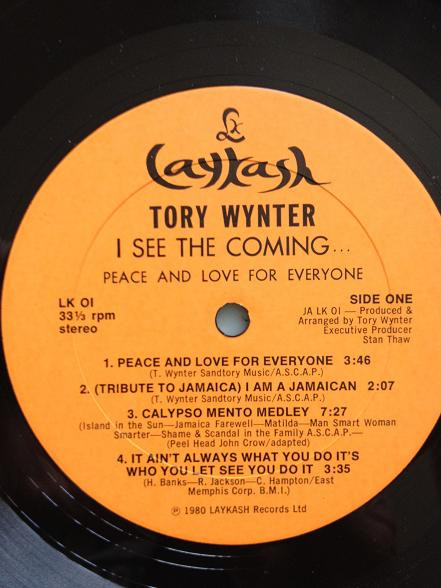 Lx
Laykash
TORY WYNTER
I SEE THE COMING...
PEACE AND LOVE FOR EVERYONE
LK 01
33⅓ rpm
stereo
SIDE ONE
JA LK 01 — Produced &
Arranged by Tory Wynter
Executive Producer
Stan Thaw
1. PEACE AND LOVE FOR EVERYONE 3:46
(T. Wynter Sandtory Music/A.S.C.A.P.)
2. (TRIBUTE TO JAMAICA) I AM A JAMAICAN 2:07
(T. Wynter Sandtory Music/A.S.C.A.P.)
3. CALYPSO MENTO MEDLEY 7:27
(Island in the Sun—Jamaica Farewell—Matilda—Man Smart Woman
Smarter—Shame & Scandal in the Family A.S.C.A.P.—
(Peel Head John Crow/adapted)
4. IT AIN'T ALWAYS WHAT YOU DO IT'S
WHO YOU LET SEE YOU DO IT 3:35
(H. Banks—R. Jackson—C. Hampton/East
Memphis Corp. B.M.I.)
℗ 1980 LAYKASH Records Ltd